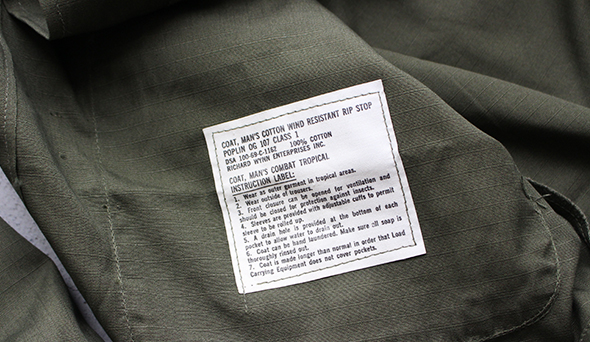 COAT, MAN'S COTTON WIND RESISTANT RIP STOP
POPLIN OG 107 CLASS 1
DSA 100-69-C-1162 100% COTTON
RICHARD WYNN ENTERPRISES INC.
COAT, MAN'S COMBAT TROPICAL
INSTRUCTION LABEL:
1. Wear as outer garment in tropical areas.
2. Wear outside of trousers.
3. Front closure can be opened for ventilation and
should be closed for protection against insects.
4. Sleeves are provided with adjustable cuffs to permit
sleeve to be rolled up.
5. A drain hole is provided at the bottom of each
pocket to allow water to drain out.
6. Coat can be hand laundered. Make sure all soap is
thoroughly rinsed out.
7. Coat is made longer than normal in order that Load
Carrying Equipment does not cover pockets.